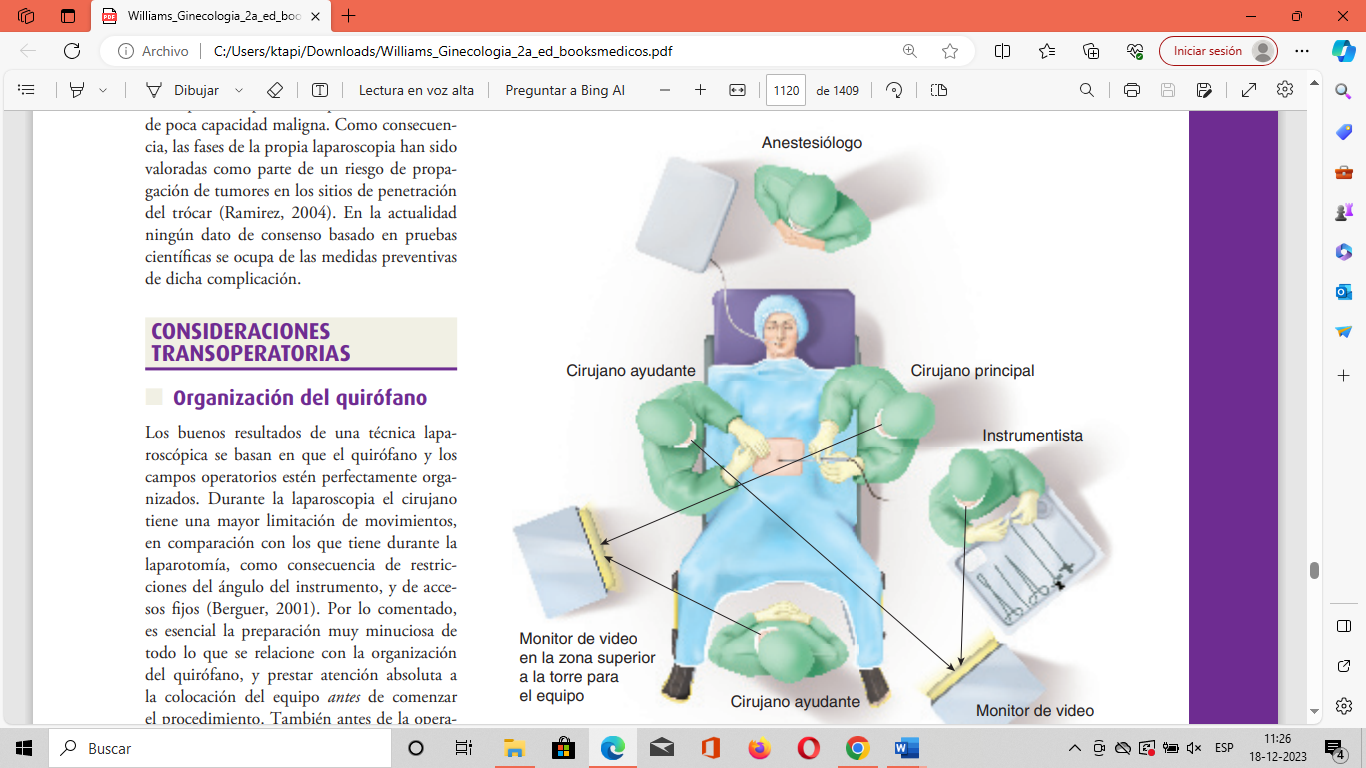 Williams_Ginecologia_2a_ed_boo
Archivo
C:/Users/ktapi/Downloads/Williams_Ginecologia_2a_ed_booksmedicos.pdf
Iniciar sesión
Dibujar
Lectura en voz alta
Preguntar a Bing AI
1120
de 1409
de poca capacidad maligna. Como consecuen-
cia, las fases de la propia laparoscopia han sido
valoradas como parte de un riesgo de propa-
gación de tumores en los sitios de penetración
del trócar (Ramirez, 2004). En la actualidad
ningún dato de consenso basado en pruebas
científicas se ocupa de las medidas preventivas
de dicha complicación.
CONSIDERACIONES
TRANSOPERATORIAS
Organización del quirófano
Los buenos resultados de una técnica lapa-
roscópica se basan en que el quirófano y los
campos operatorios estén perfectamente orga-
nizados. Durante la laparoscopia el cirujano
tiene una mayor limitación de movimientos,
en comparación con los que tiene durante la
laparotomía, como consecuencia de restric-
ciones del ángulo del instrumento, y de acce-
sos fijos (Berguer, 2001). Por lo comentado,
es esencial la preparación muy minuciosa de
todo lo que se relacione con la organización
del quirófano, y prestar atención absoluta a
la colocación del equipo antes de comenzar
el procedimiento. También antes de la opera-
Anestesiólogo
Cirujano ayudante
Cirujano principal
Instrumentista
Monitor de video
en la zona superior
a la torre para
el equipo
Cirujano ayudante
Monitor de video
Buscar
ESP
11:26
18-12-2023
4